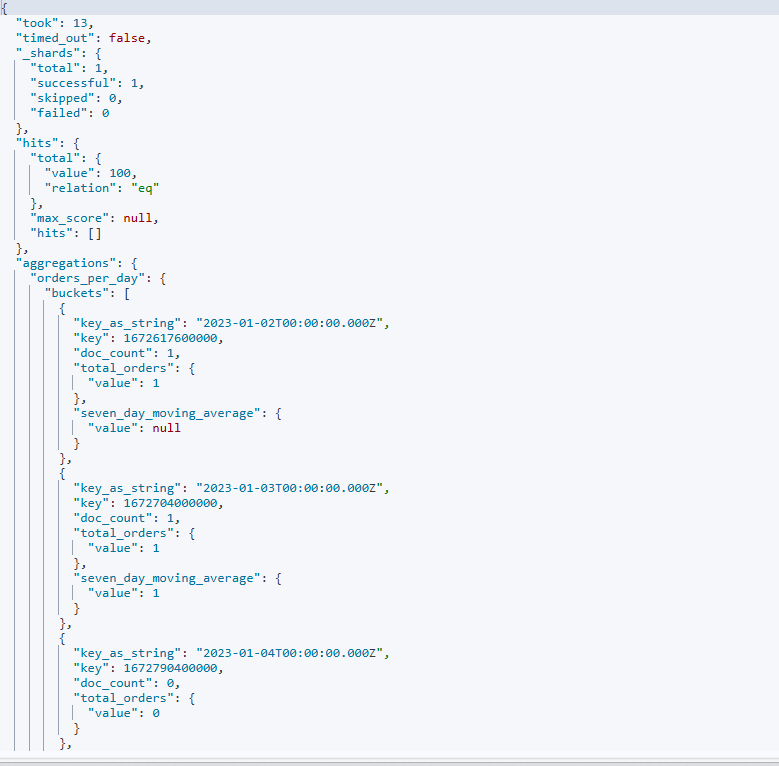 {
  "took": 13,
  "timed_out": false,
  "_shards": {
    "total": 1,
    "successful": 1,
    "skipped": 0,
    "failed": 0
  },
  "hits": {
    "total": {
      "value": 100,
      "relation": "eq"
    },
    "max_score": null,
    "hits": []
  },
  "aggregations": {
    "orders_per_day": {
      "buckets": [
        {
          "key_as_string": "2023-01-02T00:00:00.000Z",
          "key": 1672617600000,
          "doc_count": 1,
          "total_orders": {
            "value": 1
          },
          "seven_day_moving_average": {
            "value": null
          }
        },
        {
          "key_as_string": "2023-01-03T00:00:00.000Z",
          "key": 1672704000000,
          "doc_count": 1,
          "total_orders": {
            "value": 1
          },
          "seven_day_moving_average": {
            "value": 1
          }
        },
        {
          "key_as_string": "2023-01-04T00:00:00.000Z",
          "key": 1672790400000,
          "doc_count": 0,
          "total_orders": {
            "value": 0
          }
        },